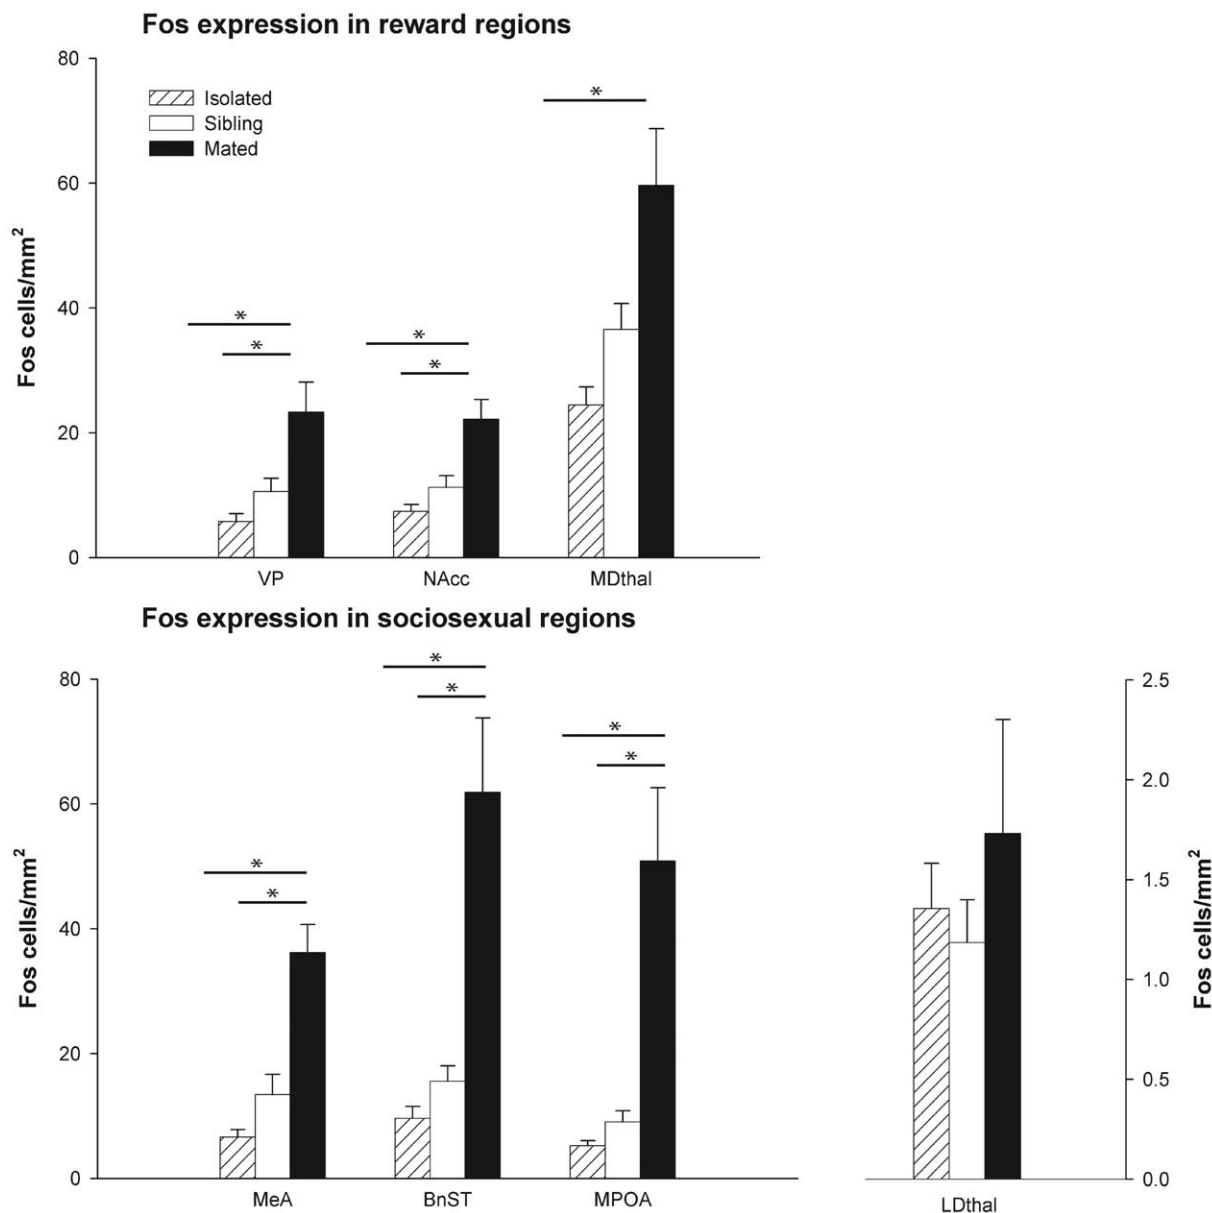 Fos expression in reward regions
80
60
40
20
0
Fos cells/mm²
Isolated
Sibling
Mated
*
*
*
*
*
VP
NAcc
MDthal
Fos expression in sociosexual regions
80
60
40
20
0
Fos cells/mm²
*
*
*
*
*
*
MeA
BnST
MPOA
2.5
2.0
1.5
1.0
0.5
0.0
Fos cells/mm²
LDthal